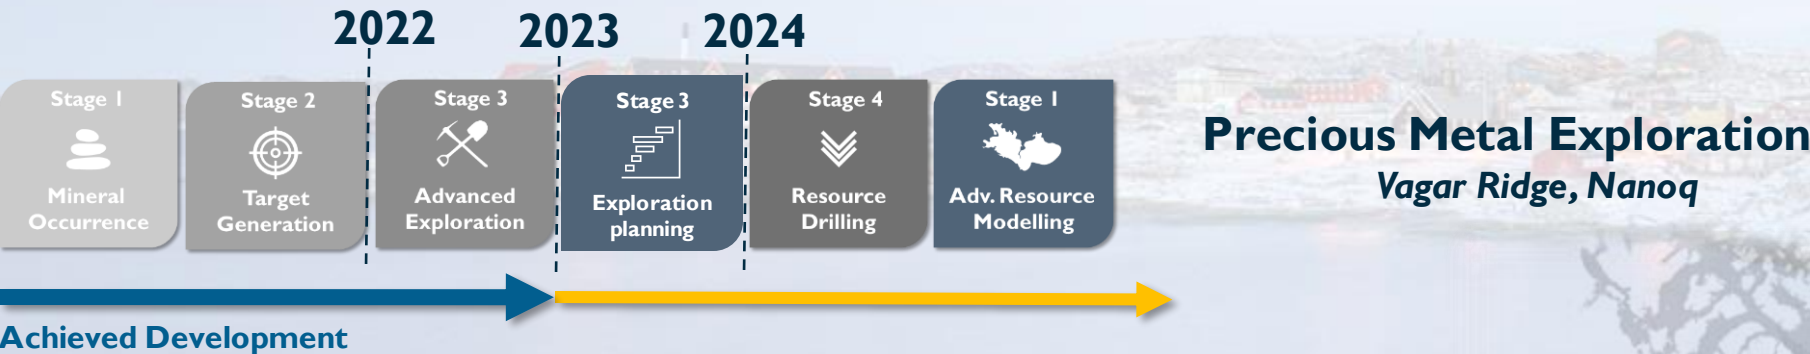 2022
2023
2024
Stage 1
Mineral
Occurrence
Stage 2
Target
Generation
Stage 3
Advanced
Exploration
Stage 3
Exploration
planning
Stage 4
Resource
Drilling
Stage 1
Adv. Resource
Modelling
Precious Metal Exploration
Vagar Ridge, Nanoq
Achieved Development